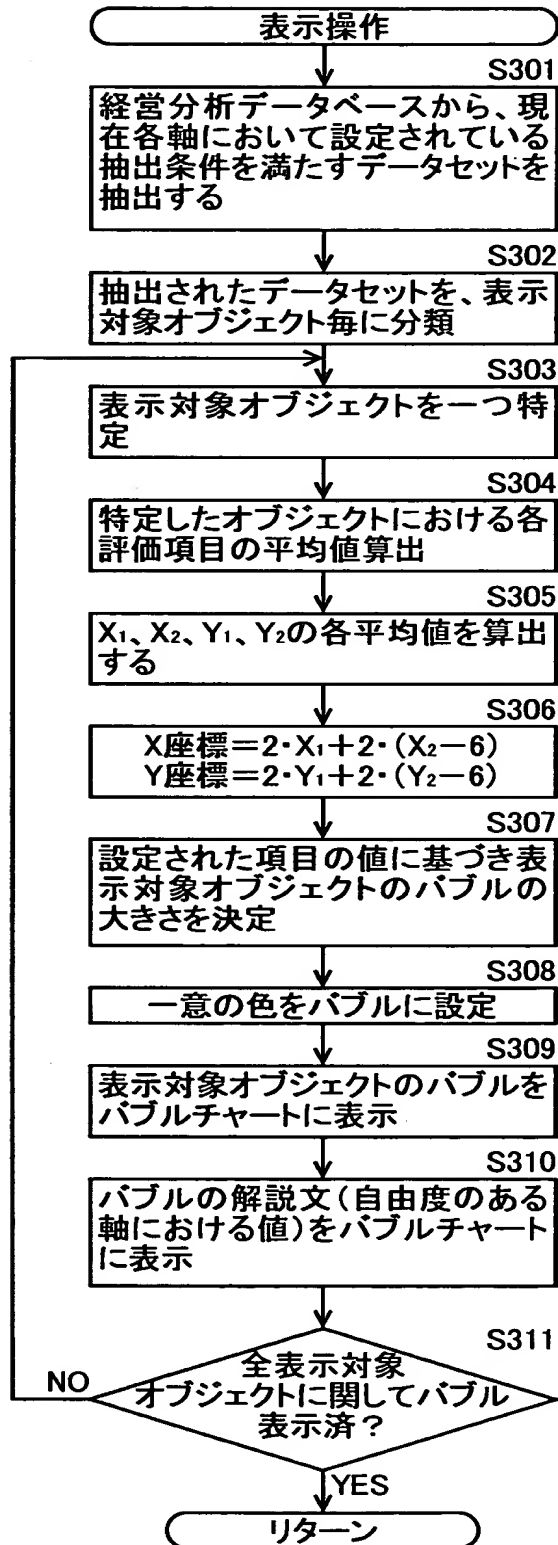 表示操作
S301
経営分析データベースから、現
在各軸において設定されている
抽出条件を満たすデータセットを
抽出する
S302
抽出されたデータセットを、表示
対象オブジェクト毎に分類
S303
表示対象オブジェクトを一つ特
定
S304
特定したオブジェクトにおける各
評価項目の平均値算出
S305
X₁、X₂、Y₁、Y₂の各平均値を算出
する
S306
X座標＝2・X₁＋2・(X₂－6)
Y座標＝2・Y₁＋2・(Y₂－6)
S307
設定された項目の値に基づき表
示対象オブジェクトのバブルの
大きさを決定
S308
一意の色をバブルに設定
S309
表示対象オブジェクトのバブルを
バブルチャートに表示
S310
バブルの解説文(自由度のある
軸における値)をバブルチャート
に表示
S311
全表示対象
オブジェクトに関してバブル
表示済？
NO
YES
リターン